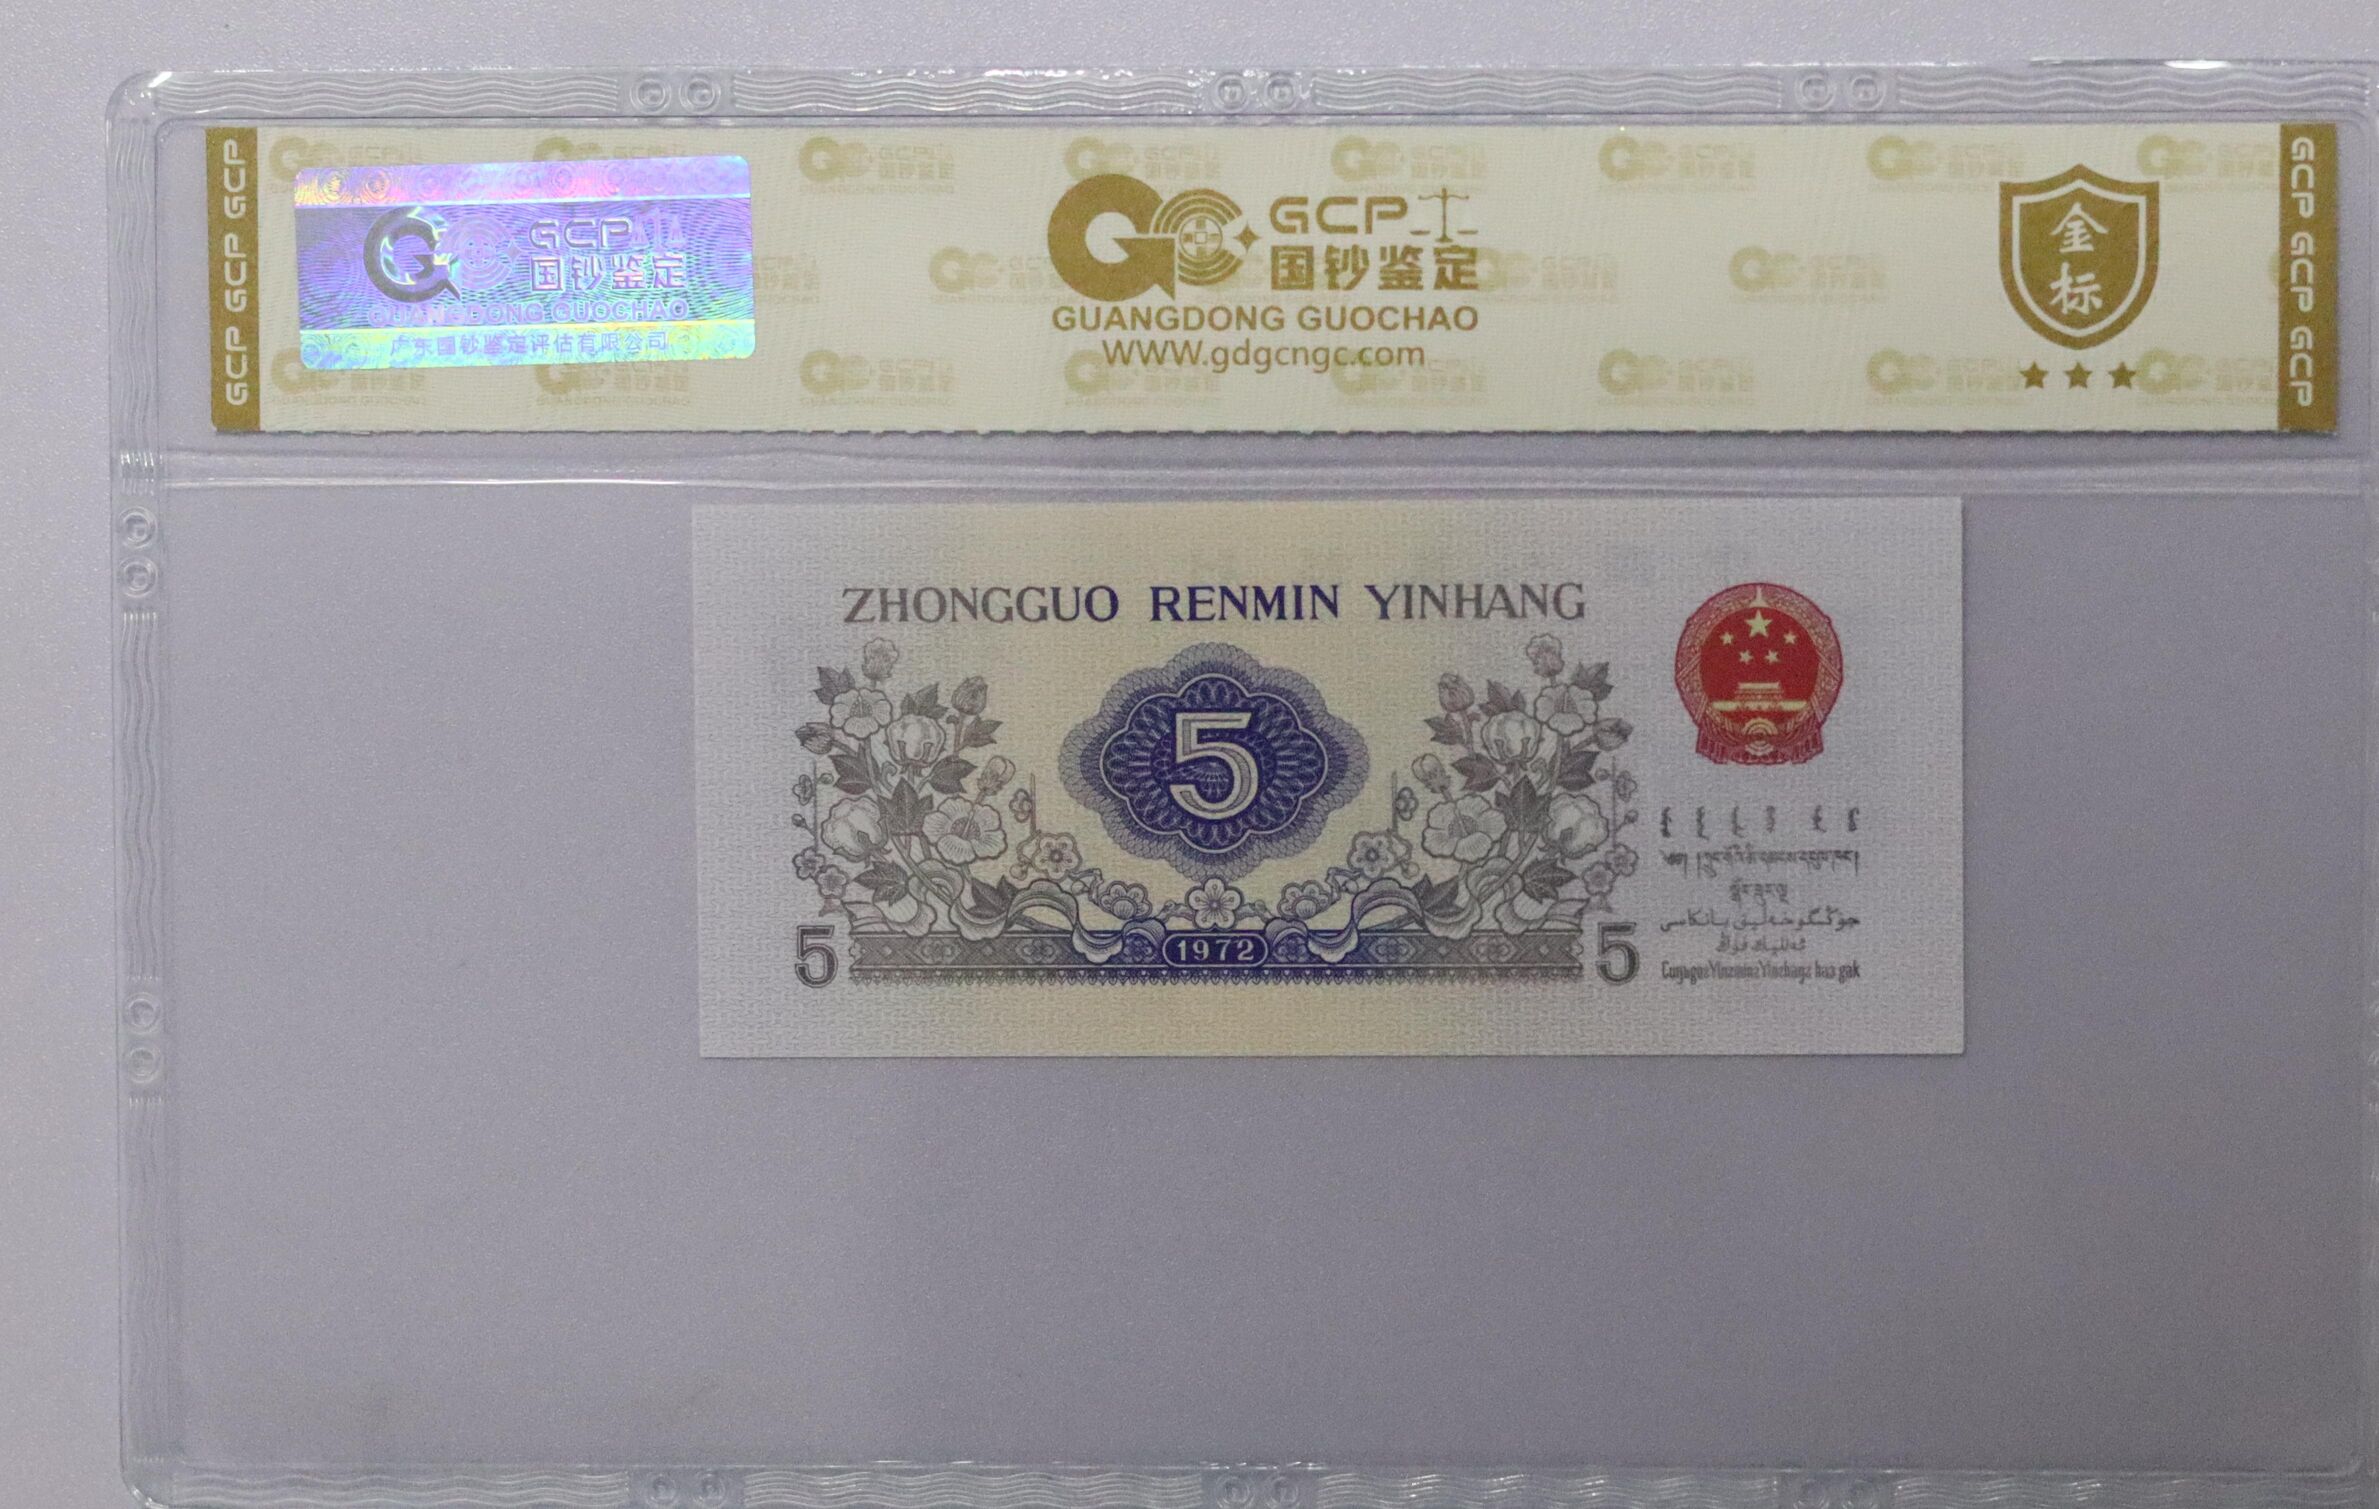 GCP GCP GCP
GCP
国钞鉴定
GUANGDONG GUOCHAO
广东国钞鉴定评估有限公司
GCP
国钞鉴定
GUANGDONG GUOCHAO
WWW.gdgcngc.com
金
标
GCP GCP GCP
ZHONGGUO RENMIN YINHANG
5
1972
5
5